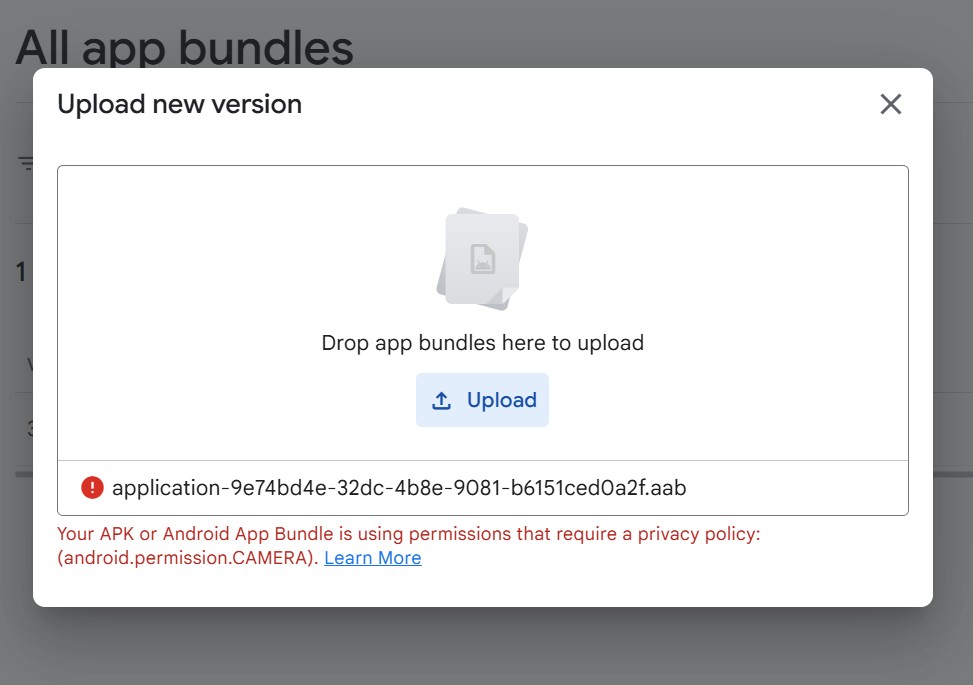 All app bundles
Upload new version
1
Drop app bundles here to upload
Upload
application-9e74bd4e-32dc-4b8e-9081-b6151ced0a2f.aab
Your APK or Android App Bundle is using permissions that require a privacy policy:
(android.permission.CAMERA). Learn More